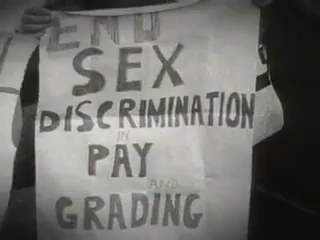 END
SEX
DISCRIMINATION
IN
PAY
AND
GRADING